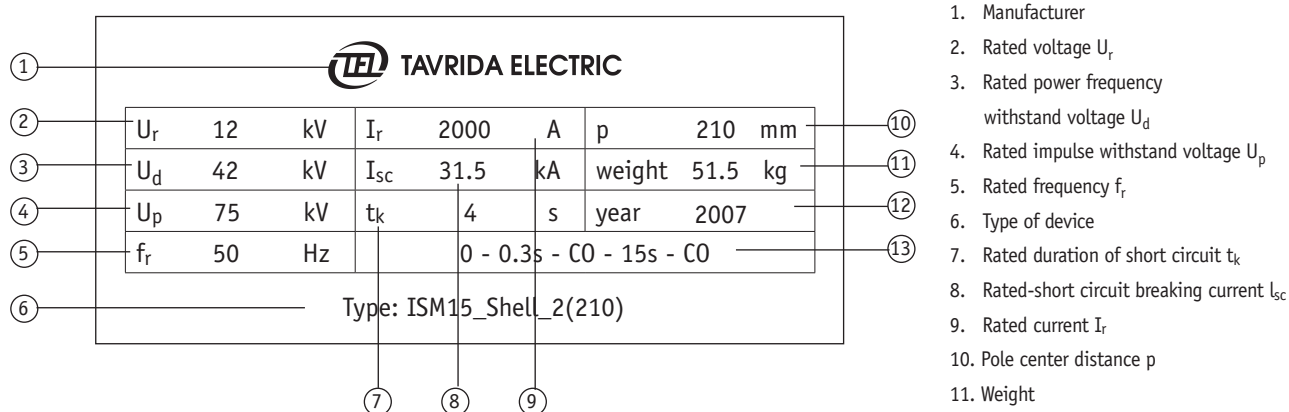 TEL TAVRIDA ELECTRIC
Ur 12 kV Ir 2000 A p 210 mm
Ud 42 kV Isc 31.5 kA weight 51.5 kg
Up 75 kV tk 4 s year 2007
fr 50 Hz 0 - 0.3s - CO - 15s - CO
Type: ISM15_Shell_2(210)
1
2
3
4
5
6
7
8
9
10
11
12
13
1. Manufacturer
2. Rated voltage Ur
3. Rated power frequency
withstand voltage Ud
4. Rated impulse withstand voltage Up
5. Rated frequency fr
6. Type of device
7. Rated duration of short circuit tk
8. Rated-short circuit breaking current lsc
9. Rated current Ir
10. Pole center distance p
11. Weight